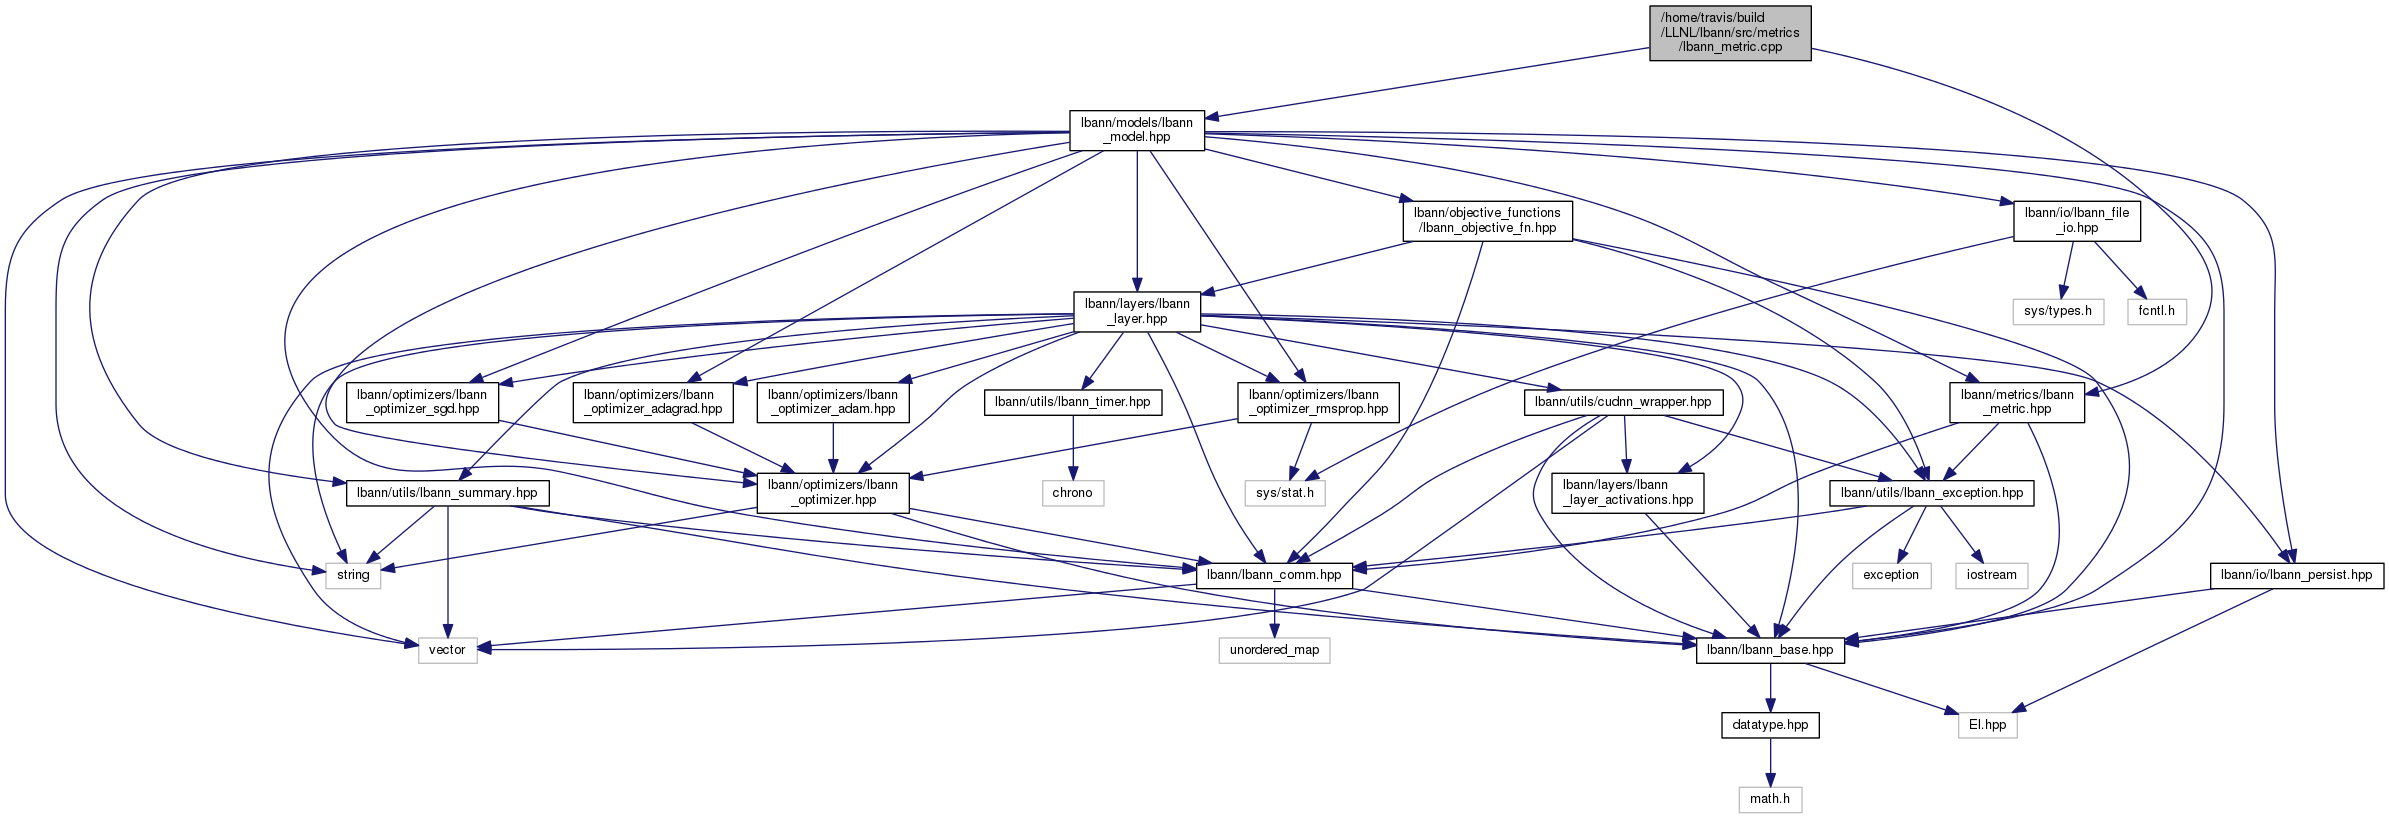 /home/travis/build
/LLNL/lbann/src/metrics
/lbann_metric.cpp
lbann/models/lbann
_model.hpp
lbann/objective_functions
/lbann_objective_fn.hpp
lbann/io/lbann_file
_io.hpp
lbann/layers/lbann
_layer.hpp
sys/types.h
fcntl.h
lbann/optimizers/lbann
_optimizer_sgd.hpp
lbann/optimizers/lbann
_optimizer_adagrad.hpp
lbann/optimizers/lbann
_optimizer_adam.hpp
lbann/utils/lbann_timer.hpp
lbann/optimizers/lbann
_optimizer_rmsprop.hpp
lbann/utils/cudnn_wrapper.hpp
lbann/metrics/lbann
_metric.hpp
lbann/utils/lbann_summary.hpp
lbann/optimizers/lbann
_optimizer.hpp
chrono
sys/stat.h
lbann/layers/lbann
_layer_activations.hpp
lbann/utils/lbann_exception.hpp
string
lbann/lbann_comm.hpp
exception
iostream
lbann/io/lbann_persist.hpp
vector
unordered_map
lbann/lbann_base.hpp
datatype.hpp
El.hpp
math.h